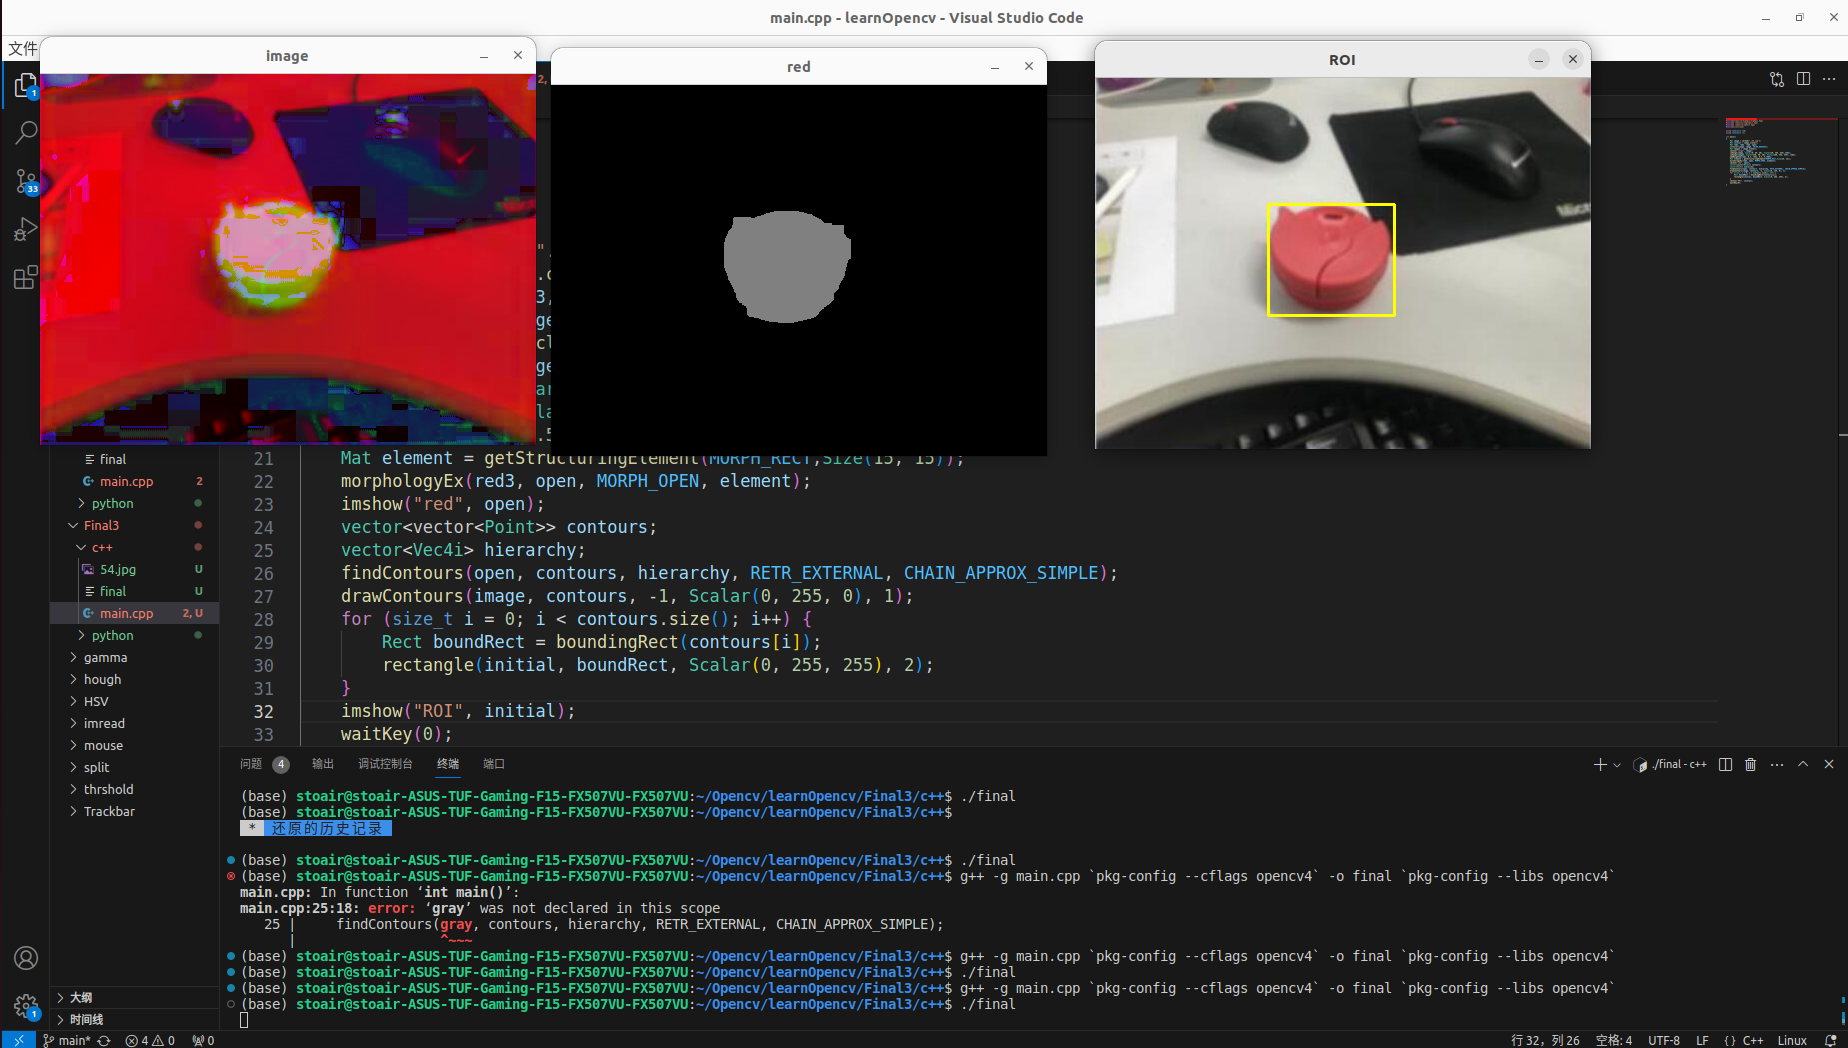 main.cpp - learnOpencv - Visual Studio Code
文件
image
red
ROI
1
33
2,
final
main.cpp 2
python
Final3
c++
54.jpg U
final U
main.cpp 2, U
python
gamma
hough
HSV
imread
mouse
split
thrshold
Trackbar
大纲
时间线
21 Mat element = getStructuringElement(MORPH_RECT,Size(15, 15));
22 morphologyEx(red3, open, MORPH_OPEN, element);
23 imshow("red", open);
24 vector<vector<Point>> contours;
25 vector<Vec4i> hierarchy;
26 findContours(open, contours, hierarchy, RETR_EXTERNAL, CHAIN_APPROX_SIMPLE);
27 drawContours(image, contours, -1, Scalar(0, 255, 0), 1);
28 for (size_t i = 0; i < contours.size(); i++) {
29 Rect boundRect = boundingRect(contours[i]);
30 rectangle(initial, boundRect, Scalar(0, 255, 255), 2);
31 }
32 imshow("ROI", initial);
33 waitKey(0);
问题 4 输出 调试控制台 终端 端口
./final - c++
(base) stoair@stoair-ASUS-TUF-Gaming-F15-FX507VU-FX507VU:~/Opencv/learnOpencv/Final3/c++$ ./final
(base) stoair@stoair-ASUS-TUF-Gaming-F15-FX507VU-FX507VU:~/Opencv/learnOpencv/Final3/c++$
* 还原的历史记录
(base) stoair@stoair-ASUS-TUF-Gaming-F15-FX507VU-FX507VU:~/Opencv/learnOpencv/Final3/c++$ ./final
(base) stoair@stoair-ASUS-TUF-Gaming-F15-FX507VU-FX507VU:~/Opencv/learnOpencv/Final3/c++$ g++ -g main.cpp `pkg-config --cflags opencv4` -o final `pkg-config --libs opencv4`
main.cpp: In function ‘int main()’:
main.cpp:25:18: error: ‘gray’ was not declared in this scope
25 | findContours(gray, contours, hierarchy, RETR_EXTERNAL, CHAIN_APPROX_SIMPLE);
| ^~~~
(base) stoair@stoair-ASUS-TUF-Gaming-F15-FX507VU-FX507VU:~/Opencv/learnOpencv/Final3/c++$ g++ -g main.cpp `pkg-config --cflags opencv4` -o final `pkg-config --libs opencv4`
(base) stoair@stoair-ASUS-TUF-Gaming-F15-FX507VU-FX507VU:~/Opencv/learnOpencv/Final3/c++$ ./final
(base) stoair@stoair-ASUS-TUF-Gaming-F15-FX507VU-FX507VU:~/Opencv/learnOpencv/Final3/c++$ g++ -g main.cpp `pkg-config --cflags opencv4` -o final `pkg-config --libs opencv4`
(base) stoair@stoair-ASUS-TUF-Gaming-F15-FX507VU-FX507VU:~/Opencv/learnOpencv/Final3/c++$ ./final
1
main* 4 0 0 行 32，列 26 空格: 4 UTF-8 LF {} C++ Linux